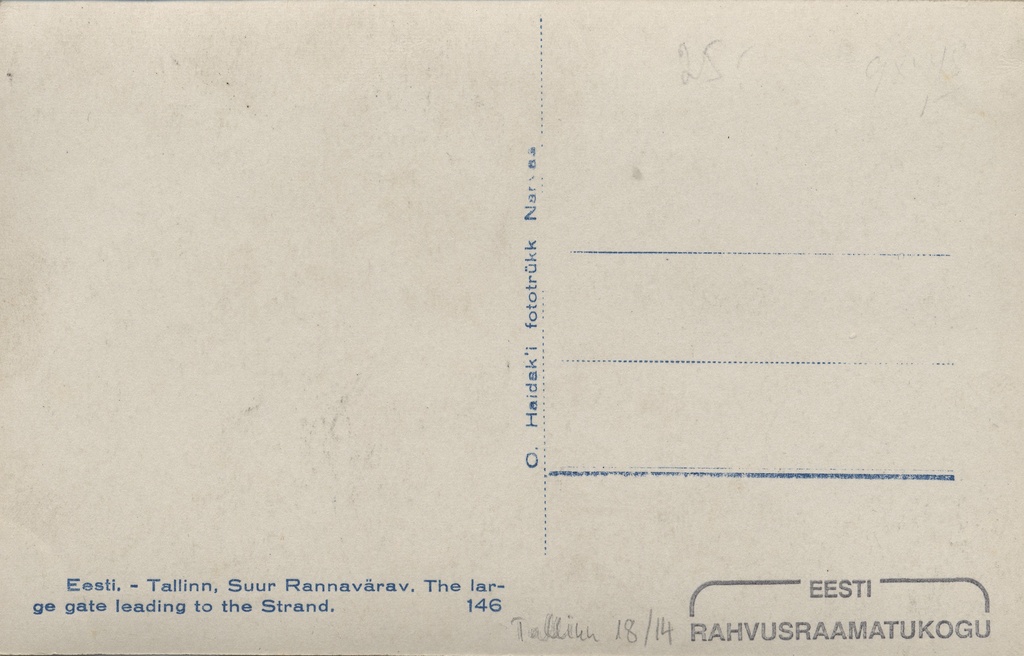 25
O. Haidak'i fototrükk Narvas
Eesti. - Tallinn, Suur Rannavärav. The lar-
ge gate leading to the Strand. 146
Tallinn 18/14
EESTI
RAHVUSRAAMATUKOGU